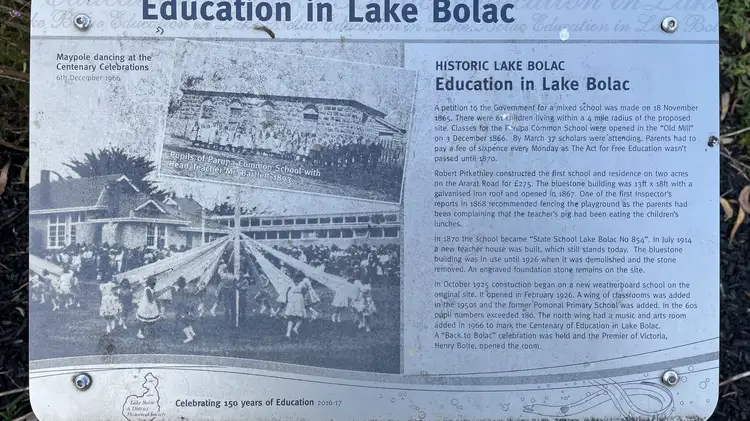 Education in Lake Bolac
Maypole dancing at the
Centenary Celebrations
6th December 1966
Pupils of Parupa Common School with
Head Teacher Mr. Bartlett 1893
HISTORIC LAKE BOLAC
Education in Lake Bolac
A petition to the Government for a mixed school was made on 18 November
1865. There were 61 children living within a 4 mile radius of the proposed
site. Classes for the Parupa Common School were opened in the "Old Mill"
on 3 December 1866. By March 37 scholars were attending. Parents had to
pay a fee of sixpence every Monday as The Act for Free Education wasn't
passed until 1870.
Robert Pikethley constructed the first school and residence on two acres
on the Ararat Road for £275. The bluestone building was 13ft x 18ft with a
galvanised iron roof and opened in 1867. One of the first Inspector's
reports in 1868 recommended fencing the playground as the parents had
been complaining that the teacher's pig had been eating the children's
lunches.
In 1870 the school became "State School Lake Bolac No 854". In July 1914
a new teacher house was built, which still stands today. The bluestone
building was in use until 1926 when it was demolished and the stone
removed. An engraved foundation stone remains on the site.
In October 1925 constuction began on a new weatherboard school on the
original site. It opened in February 1926. A wing of classrooms was added
in the 1950s and the former Pomonal Primary School was added. In the 60s
pupil numbers exceeded 180. The north wing had a music and arts room
added in 1966 to mark the Centenary of Education in Lake Bolac.
A "Back to Bolac" celebration was held and the Premier of Victoria,
Henry Bolte, opened the room.
Lake Bolac
& District
Historical Society
Celebrating 150 years of Education 2016-17